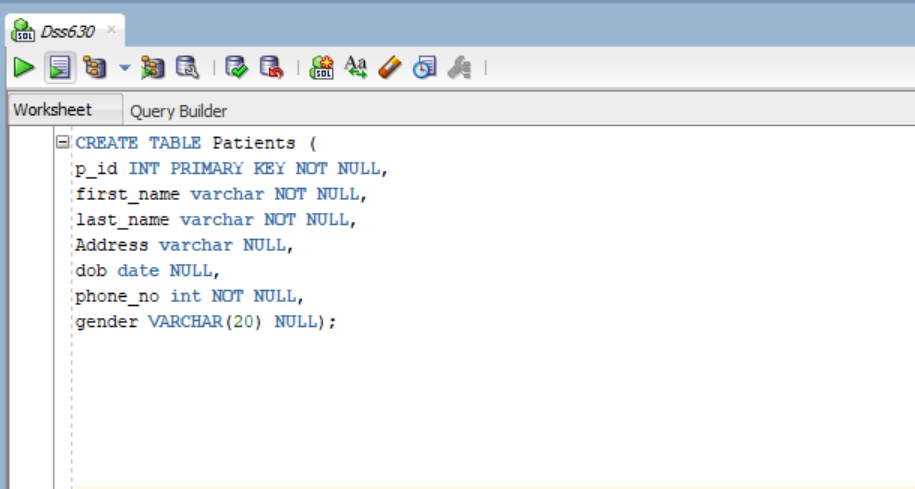 Dss630
Worksheet Query Builder
CREATE TABLE Patients (
p_id INT PRIMARY KEY NOT NULL,
first_name varchar NOT NULL,
last_name varchar NOT NULL,
Address varchar NULL,
dob date NULL,
phone_no int NOT NULL,
gender VARCHAR(20) NULL);